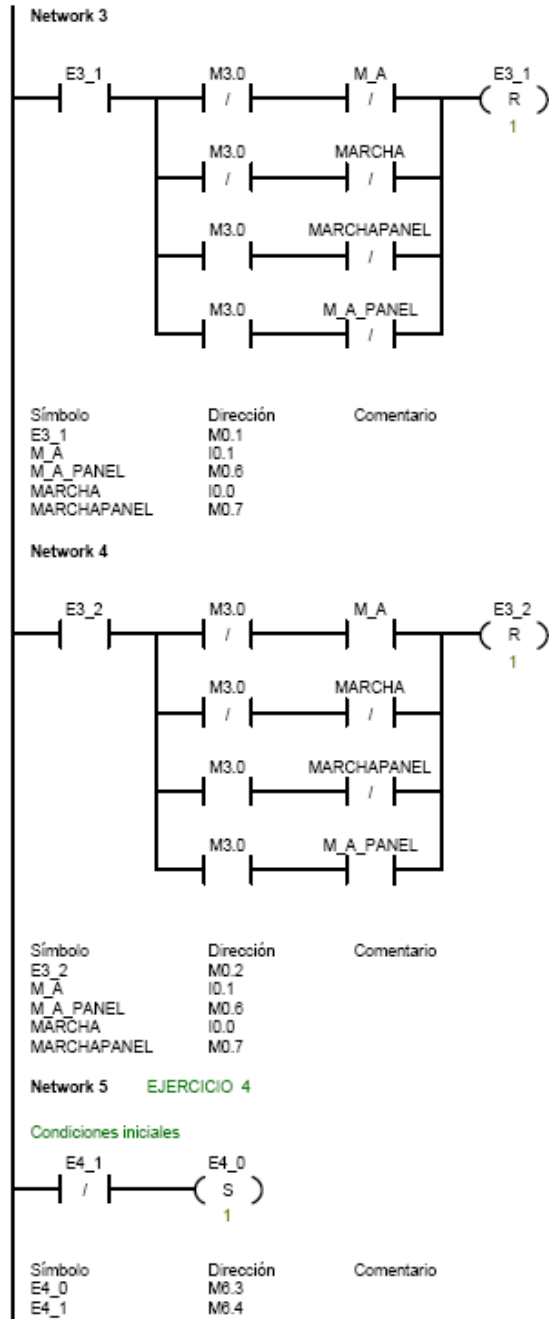 Network 3
E3_1 M3.0 M_A E3_1
/ / R
1
M3.0 MARCHA
/ /
M3.0 MARCHAPANEL
/
M3.0 M_A_PANEL
/
Símbolo Dirección Comentario
E3_1 M0.1
M_A I0.1
M_A_PANEL M0.6
MARCHA I0.0
MARCHAPANEL M0.7
Network 4
E3_2 M3.0 M_A E3_2
/ R
1
M3.0 MARCHA
/ /
M3.0 MARCHAPANEL
/
M3.0 M_A_PANEL
Símbolo Dirección Comentario
E3_2 M0.2
M_A I0.1
M_A_PANEL M0.6
MARCHA I0.0
MARCHAPANEL M0.7
Network 5 EJERCICIO 4
Condiciones iniciales
E4_1 E4_0
/ S
1
Símbolo Dirección Comentario
E4_0 M6.3
E4_1 M6.4